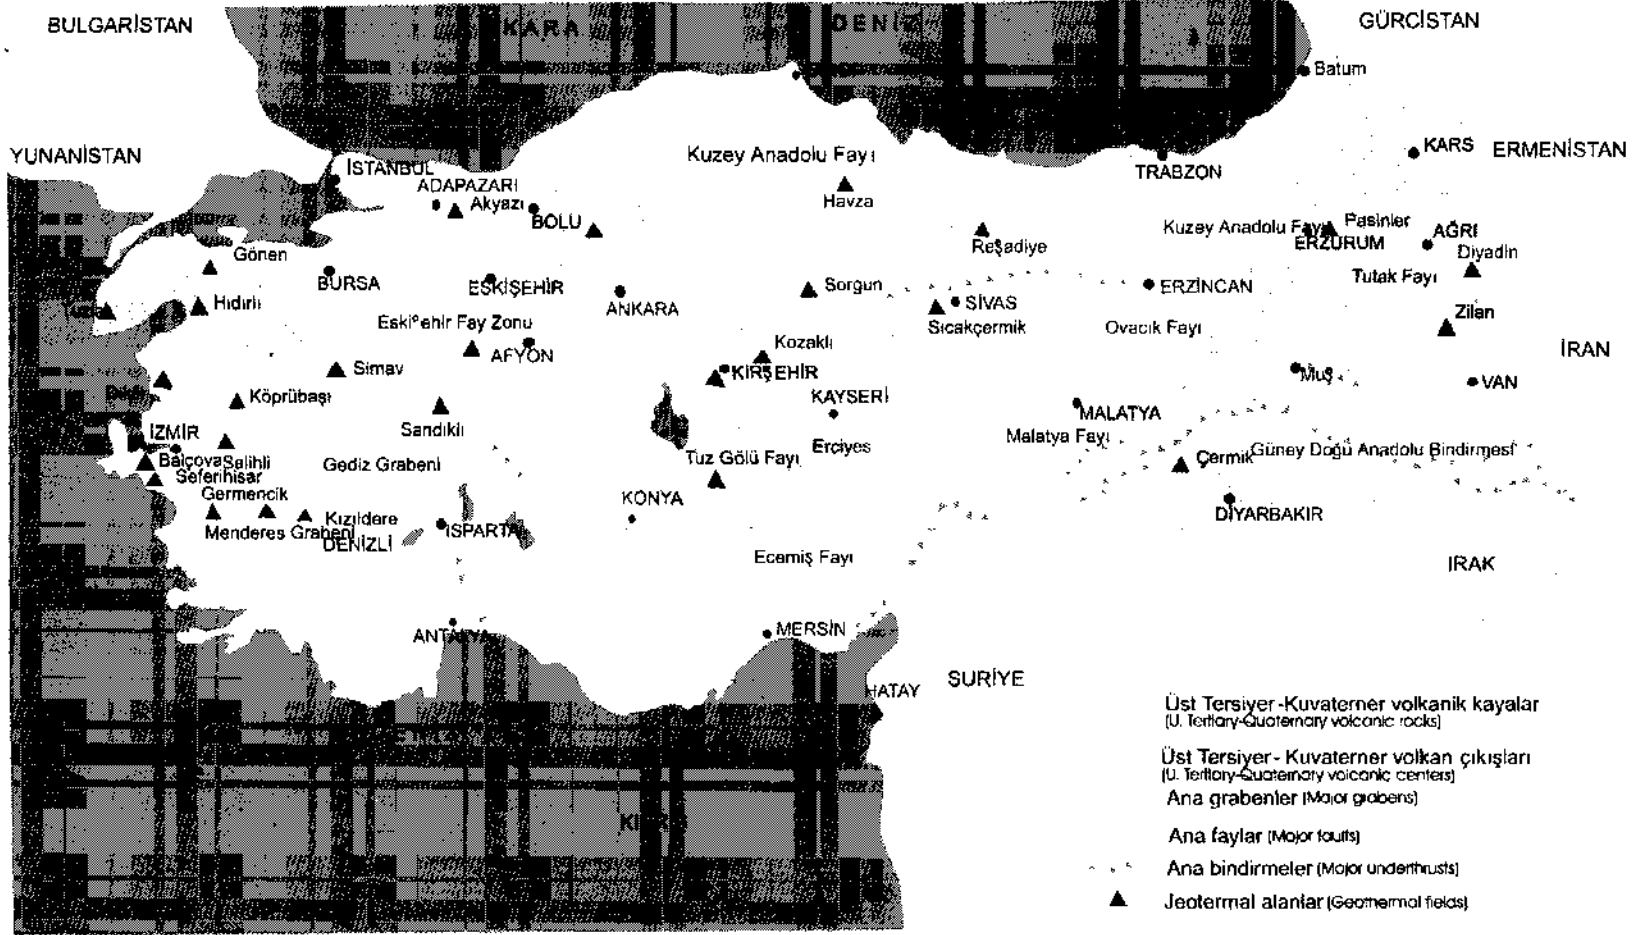 BULGARİSTAN
KARA
DENİZ
GÜRCİSTAN
Batum
YUNANİSTAN
İSTANBUL
Kuzey Anadolu Fayı
KARS
ERMENİSTAN
TRABZON
ADAPAZARI
Akyazı
BOLU
Havza
Reşadiye
Kuzey Anadolu Fayı
Pasinler
ERZURUM
AĞRI
Diyadin
Gönen
BURSA
ESKİŞEHİR
ANKARA
Sorgun
SİVAS
Sıcakçermik
ERZİNCAN
Tutak Fayı
Hıdırlı
Tuzla
Eski°ehir Fay Zonu
Ovacık Fayı
Zilan
AFYON
Kozaklı
İRAN
Simav
KIRŞEHİR
Muş
VAN
Köprübaşı
Sandıklı
KAYSERİ
Erciyes
MALATYA
Malatya Fayı
İZMİR
Balçova
Salihli
Seferihisar
Gediz Grabeni
Tuz Gölü Fayı
Çermik
Güney Doğu Anadolu Bindirmesi
Germencik
Menderes Grabeni
Kızıldere
DENİZLİ
ISPARTA
KONYA
DİYARBAKIR
Ecemiş Fayı
IRAK
ANTALYA
MERSİN
HATAY
SURİYE
Üst Tersiyer-Kuvaterner volkanik kayalar
(U. Tertiary-Quaternary volcanic rocks)
Üst Tersiyer- Kuvaterner volkan çıkışları
(U. Tertiary-Quaternary volcanic centers)
Ana grabenler (Major grabens)
Ana faylar (Major faults)
Ana bindirmeler (Major underthrusts)
Jeotermal alanlar (Geothermal fields)